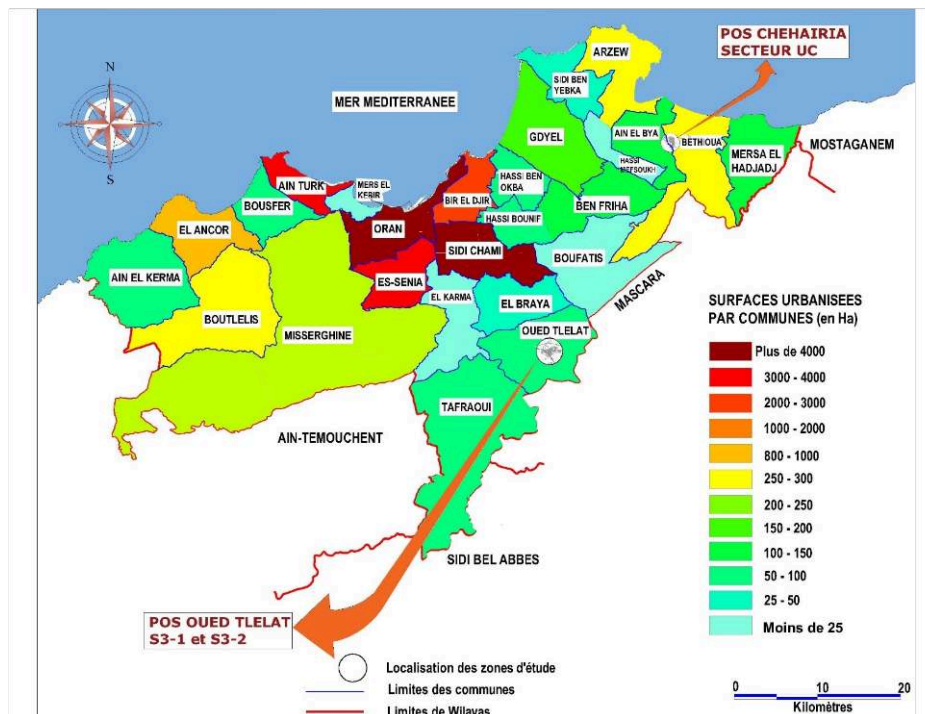 POS CHEHAIRIA
SECTEUR UC
ARZEW
N
S
MER MEDITERRANEE
SIDI BEN
YEBKA
GDYEL
AIN EL BYA
BETHIOUA
MOSTAGANEM
MERSA EL
HADJADJ
HASSI
AIN TURK
MERS EL
KEBIR
HASSI BEN
OKBA
BIR EL DJIR
BOUSFER
BEN FRIHA
HASSI BOUNIF
EL ANCOR
ORAN
SIDI CHAMI
BOUFATIS
AIN EL KERMA
ES-SENIA
MASCARA
EL KARMA
EL BRAYA
BOUTLELIS
MISSERGHINE
OUED TLELAT
TAFRAOUI
AIN-TEMOUCHENT
SIDI BEL ABBES
SURFACES URBANISEES
PAR COMMUNES (en Ha)
Plus de 4000
3000 - 4000
2000 - 3000
1000 - 2000
800 - 1000
250 - 300
200 - 250
150 - 200
100 - 150
50 - 100
25 - 50
Moins de 25
POS OUED TLELAT
S3-1 et S3-2
Localisation des zones d'étude
Limites des communes
Limites de Wilayas
0 10 20
Kilomètres